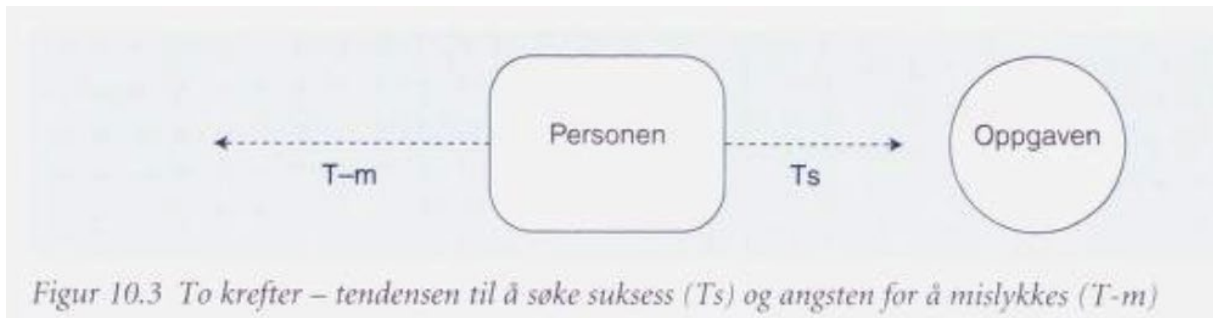 Personen
Oppgaven
T–m
Ts
Figur 10.3 To krefter – tendensen til å søke suksess (Ts) og angsten for å mislykkes (T-m)